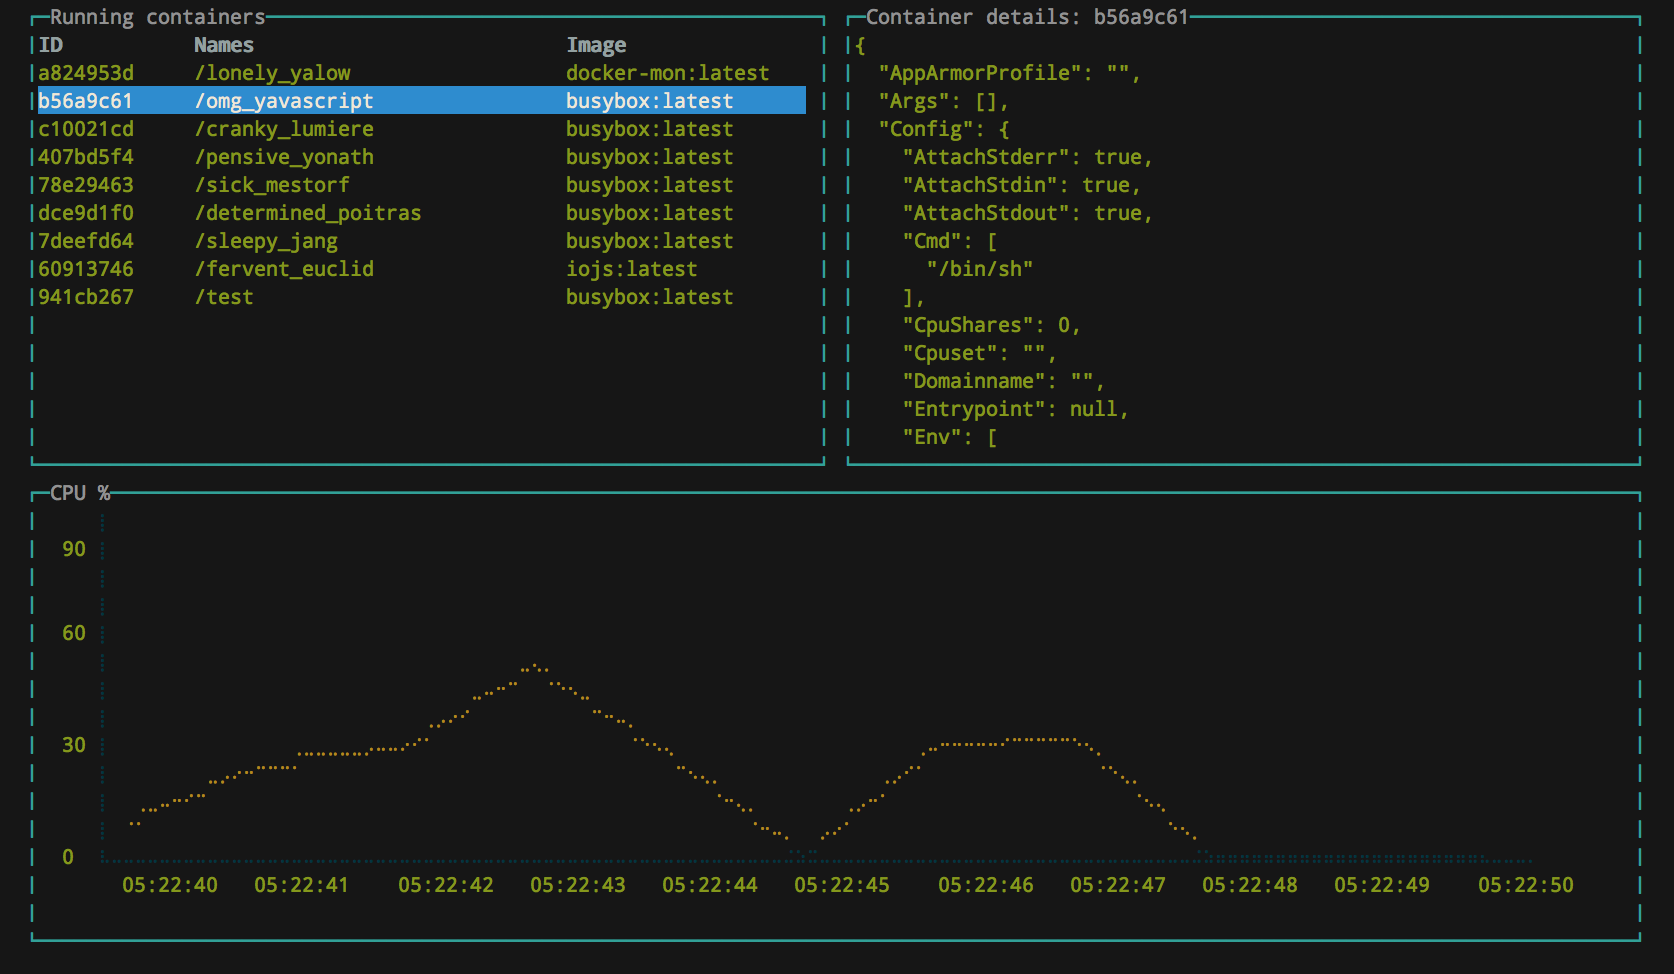 Running containers
ID Names Image
a824953d /lonely_yalow docker-mon:latest
b56a9c61 /omg_yavascript busybox:latest
c10021cd /cranky_lumiere busybox:latest
407bd5f4 /pensive_yonath busybox:latest
78e29463 /sick_mestorf busybox:latest
dce9d1f0 /determined_poitras busybox:latest
7deefd64 /sleepy_jang busybox:latest
60913746 /fervent_euclid iojs:latest
941cb267 /test busybox:latest
Container details: b56a9c61
{
"AppArmorProfile": "",
"Args": [],
"Config": {
"AttachStderr": true,
"AttachStdin": true,
"AttachStdout": true,
"Cmd": [
"/bin/sh"
],
"CpuShares": 0,
"Cpuset": "",
"Domainname": "",
"Entrypoint": null,
"Env": [
CPU %
90
60
30
0
05:22:40 05:22:41 05:22:42 05:22:43 05:22:44 05:22:45 05:22:46 05:22:47 05:22:48 05:22:49 05:22:50